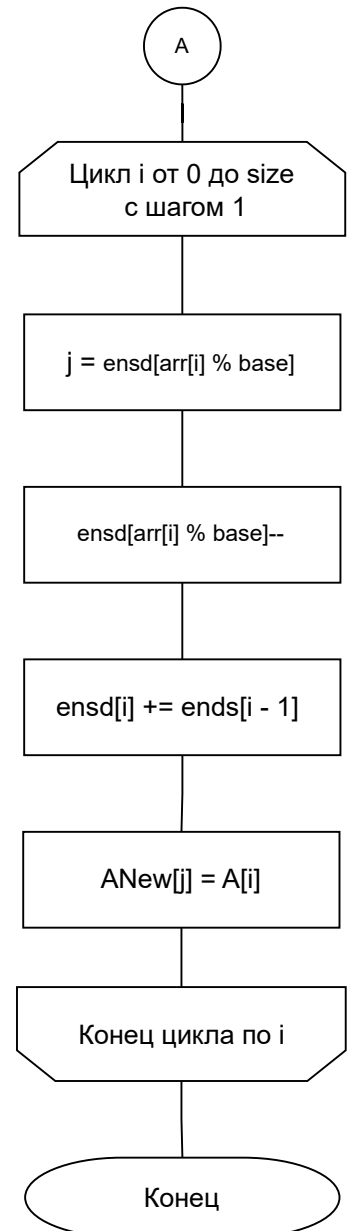 A
Цикл i от 0 до size
с шагом 1
j = ensd[arr[i] % base]
ensd[arr[i] % base]--
ensd[i] += ends[i - 1]
ANew[j] = A[i]
Конец цикла по i
Конец